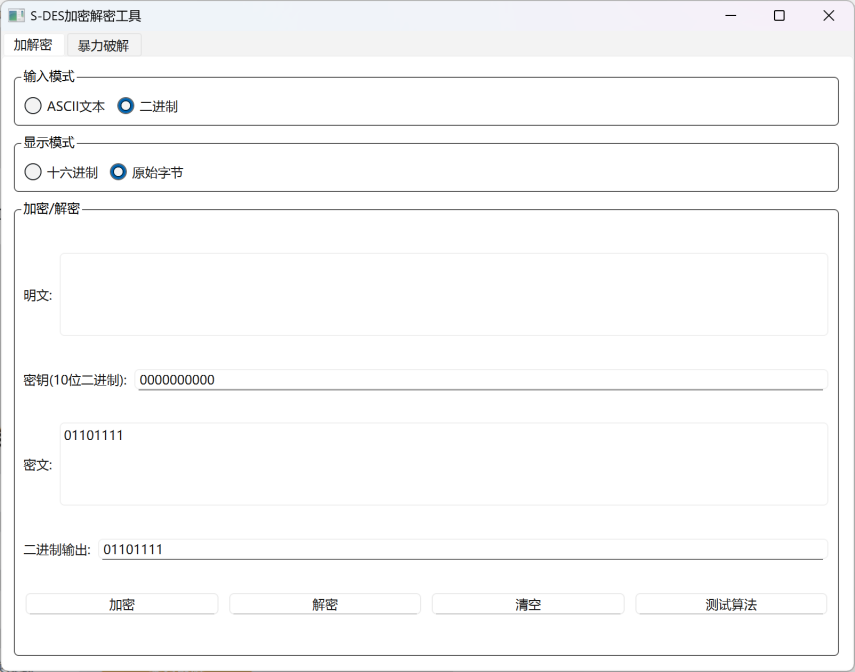 S-DES加密解密工具
加解密 暴力破解
输入模式
ASCII文本 二进制
显示模式
十六进制 原始字节
加密/解密
明文:
密钥(10位二进制): 0000000000
密文: 01101111
二进制输出: 01101111
加密 解密 清空 测试算法